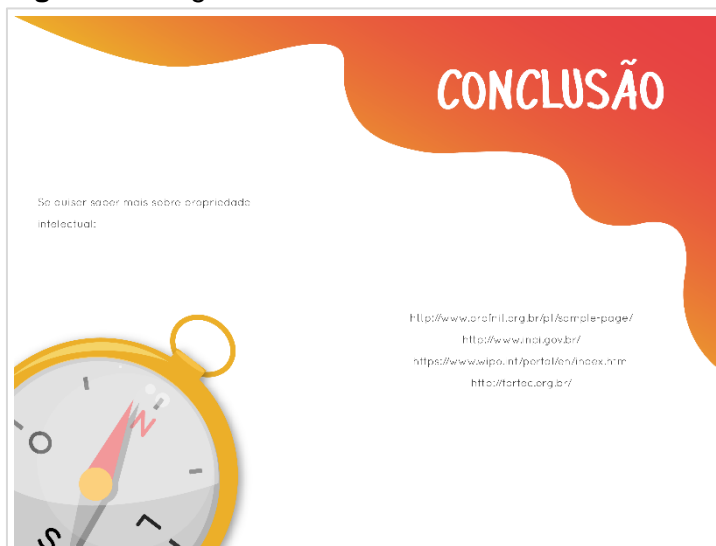 CONCLUSÃO
Se quiser saber mais sobre propriedade
intelectual:
http://www.profnit.org.br/pt/sample-page/
http://www.inpi.gov.br/
https://www.wipo.int/portal/en/index.htm
http://fortec.org.br/
N
O
S
L